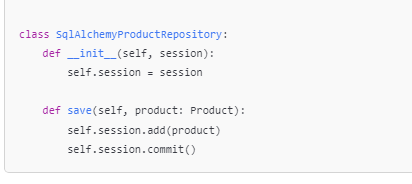 class SqlAlchemyProductRepository:
    def __init__(self, session):
        self.session = session
    def save(self, product: Product):
        self.session.add(product)
        self.session.commit()